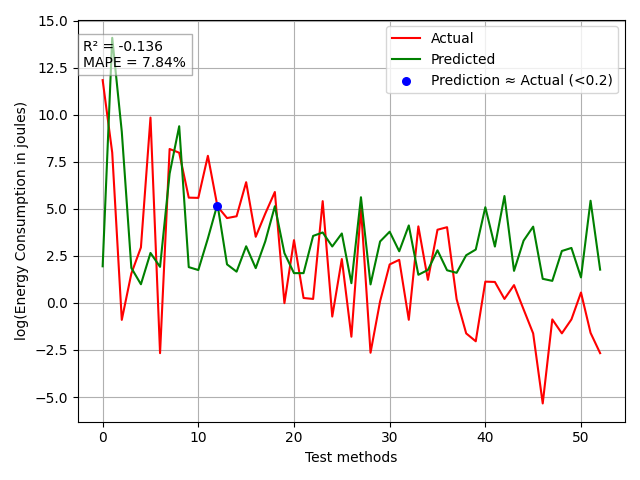 R² = -0.136
MAPE = 7.84%
Actual
Predicted
Prediction ≈ Actual (<0.2)
15.0
12.5
10.0
7.5
5.0
2.5
0.0
−2.5
−5.0
log(Energy Consumption in joules)
0
10
20
30
40
50
Test methods